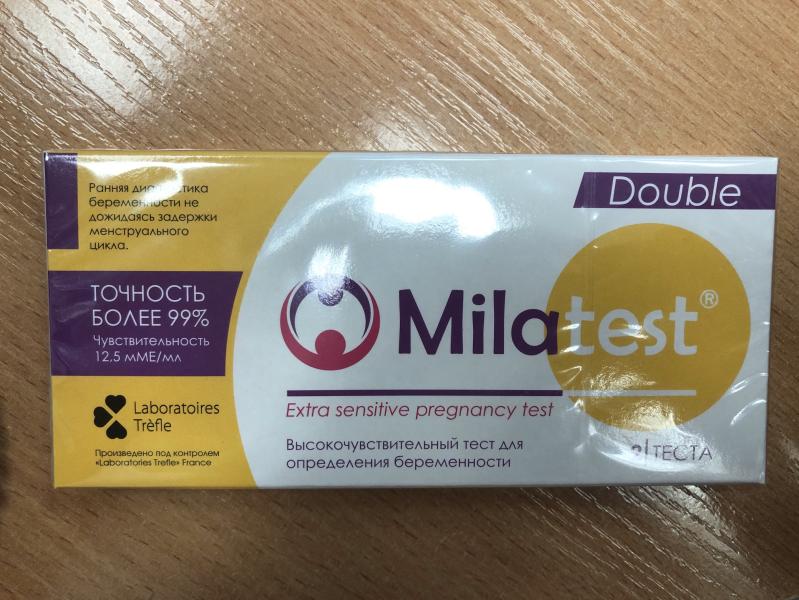 Ранняя диагностика
беременности не
дожидаясь задержки
менструального
цикла.
ТОЧНОСТЬ
БОЛЕЕ 99%
Чувствительность
12,5 мМЕ/мл
Laboratoires
Trèfle
Произведено под контролем
«Laboratories Trefle» France
Double
Milatest®
Extra sensitive pregnancy test
Высокочувствительный тест для
определения беременности
2 ТЕСТА